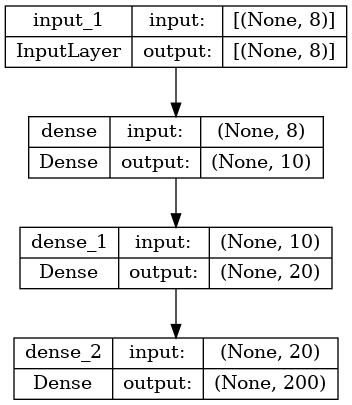 input_1 input: [(None, 8)]
InputLayer output: [(None, 8)]
dense input: (None, 8)
Dense output: (None, 10)
dense_1 input: (None, 10)
Dense output: (None, 20)
dense_2 input: (None, 20)
Dense output: (None, 200)